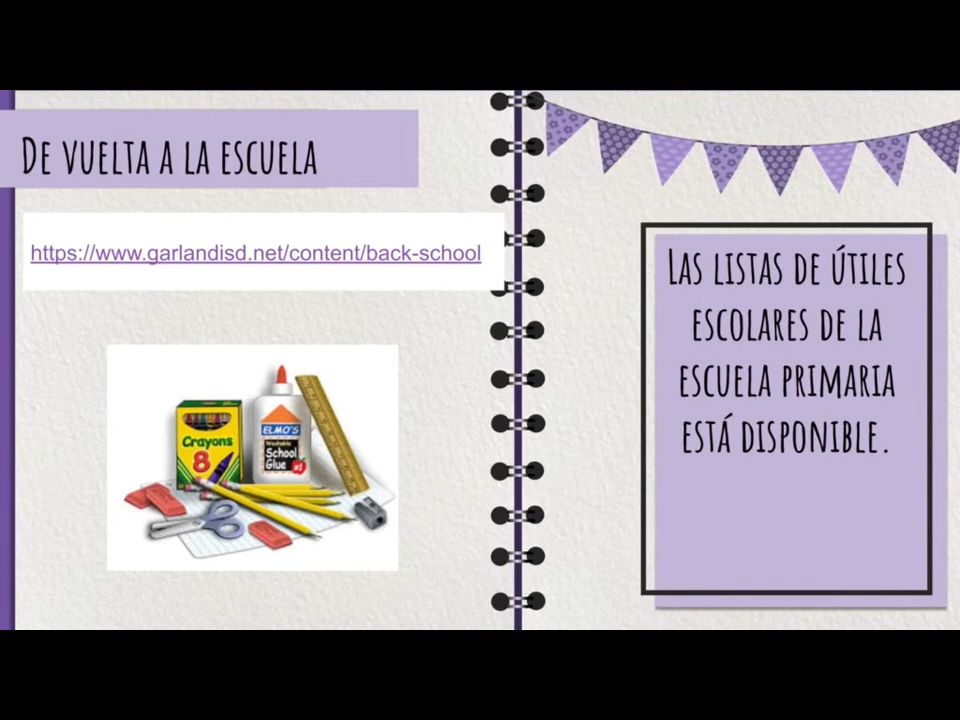 De vuelta a la escuela
https://www.garlandisd.net/content/back-school
Crayons
8
ELMO'S
Washable
School
Glue
#1
Las listas de útiles
escolares de la
escuela primaria
está disponible.